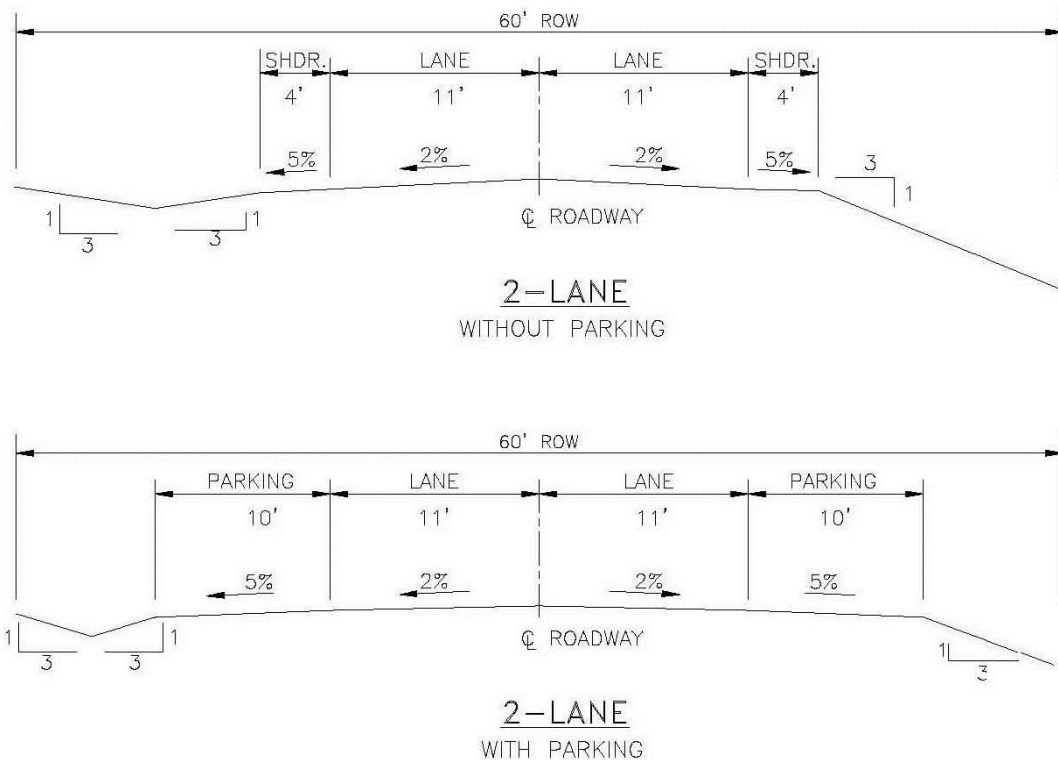 60' ROW
SHDR. LANE LANE SHDR.
4' 11' 11' 4'
5% 2% 2% 5%
3
1
1 3 3 1
℄ ROADWAY
2-LANE
WITHOUT PARKING
60' ROW
PARKING LANE LANE PARKING
10' 11' 11' 10'
5% 2% 2% 5%
1 3 3 1
℄ ROADWAY
1 3
2-LANE
WITH PARKING